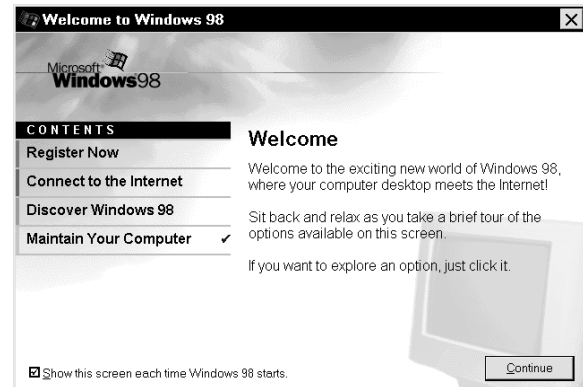 Welcome to Windows 98
Microsoft
Windows98
CONTENTS
Register Now
Connect to the Internet
Discover Windows 98
Maintain Your Computer ✓
Welcome
Welcome to the exciting new world of Windows 98,
where your computer desktop meets the Internet!
Sit back and relax as you take a brief tour of the
options available on this screen.
If you want to explore an option, just click it.
Show this screen each time Windows 98 starts.
Continue